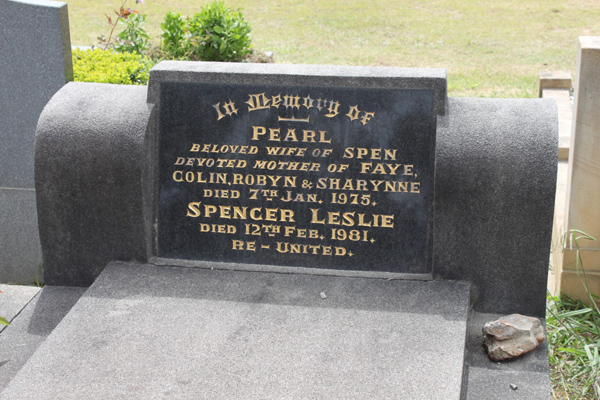 In Memory of
PEARL
BELOVED WIFE OF SPEN
DEVOTED MOTHER OF FAYE,
COLIN, ROBYN & SHARYNNE
DIED 7TH JAN. 1975.
SPENCER LESLIE
DIED 12TH FEB. 1981.
RE-UNITED.